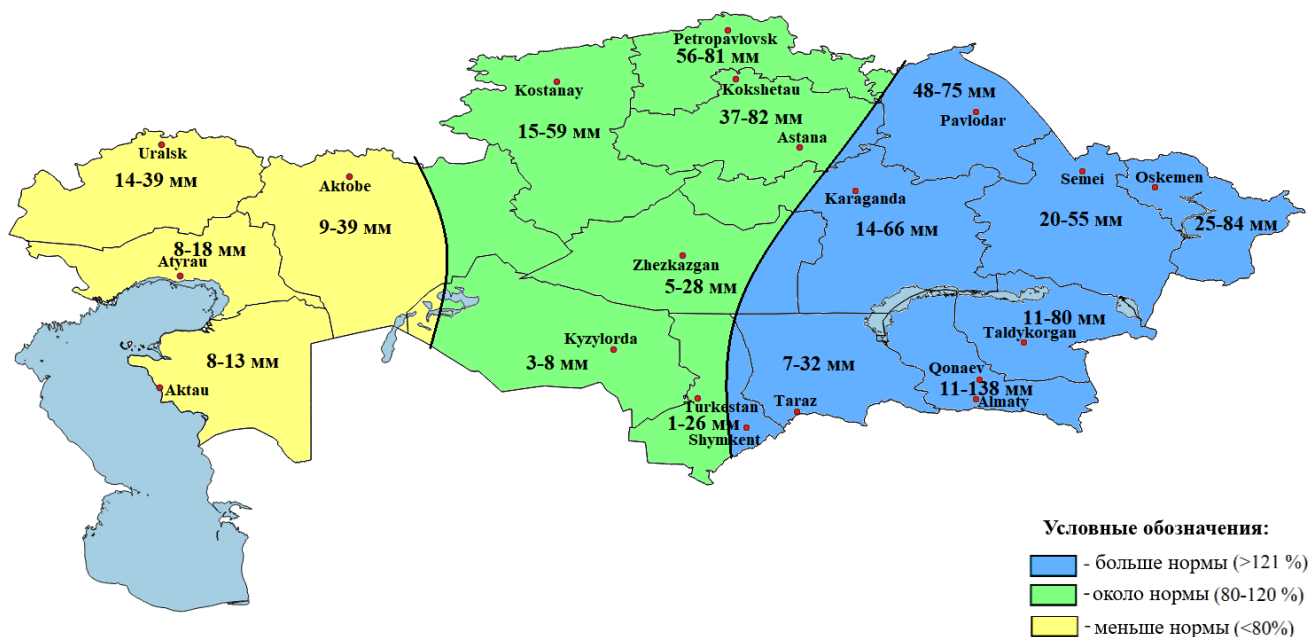 Petropavlovsk
56-81 мм
Kostanay
Kokshetau
15-59 мм
37-82 мм
Astana
48-75 мм
Pavlodar
Uralsk
14-39 мм
Aktobe
9-39 мм
8-18 мм
Atyrau
8-13 мм
Aktau
Zhezkazgan
5-28 мм
Karaganda
14-66 мм
Semei
20-55 мм
Oskemen
25-84 мм
Kyzylorda
3-8 мм
7-32 мм
11-80 мм
Taldykorgan
Qonaev
11-138 мм
Almaty
Taraz
Turkestan
1-26 мм
Shymkent
Условные обозначения:
- больше нормы (>121 %)
- около нормы (80-120 %)
- меньше нормы (<80%)